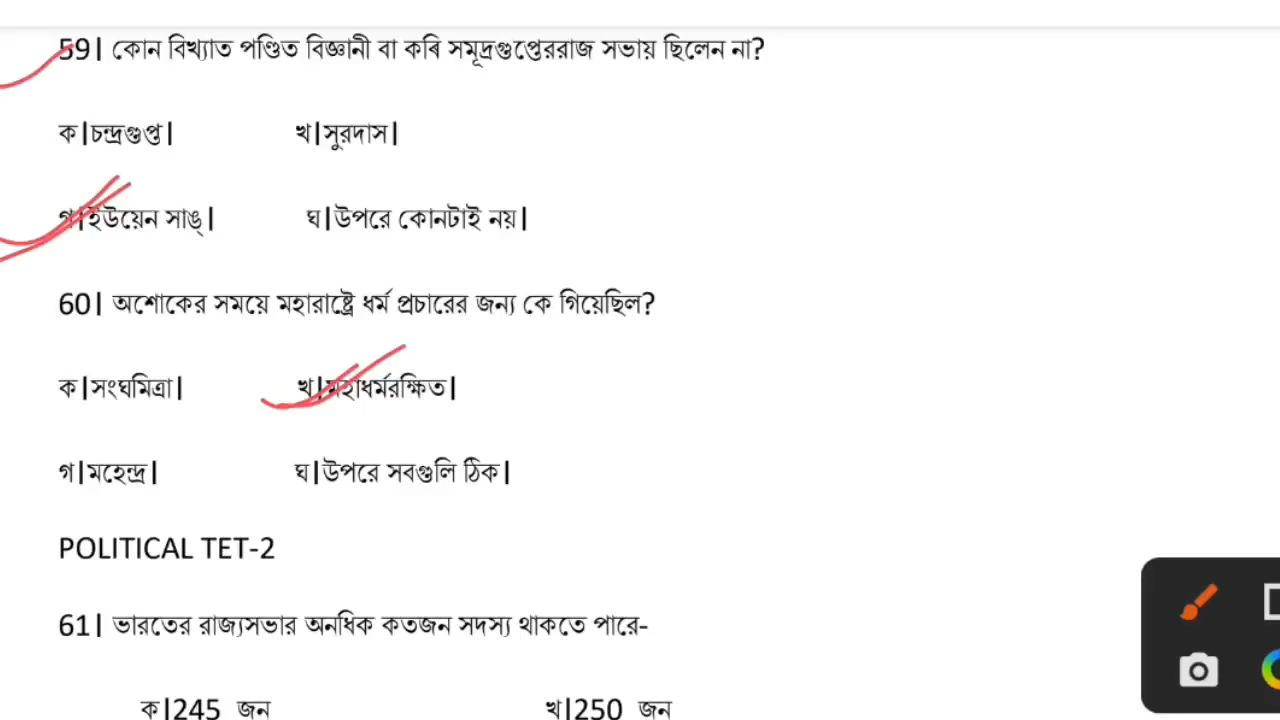 59| কোন বিখ্যাত পণ্ডিত বিজ্ঞানী বা কৰি সমূদ্রগুপ্তেররাজ সভায় ছিলেন না?
ক|চন্দ্রগুপ্ত| খ|সুরদাস|
গ|ইউয়েন সাঙ্| ঘ|উপরে কোনটাই নয়|
60| অশোকের সময়ে মহারাষ্ট্রে ধর্ম প্রচারের জন্য কে গিয়েছিল?
ক|সংঘমিত্রা| খ|মহাধর্মরক্ষিত|
গ|মহেন্দ্র| ঘ|উপরে সবগুলি ঠিক|
POLITICAL TET-2
61| ভারতের রাজ্যসভার অনধিক কতজন সদস্য থাকতে পারে-
ক|245 জন খ|250 জন